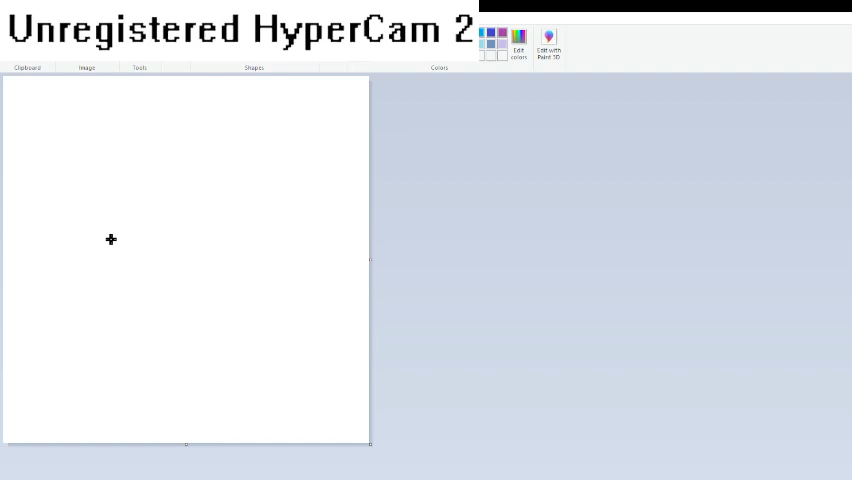 Unregistered HyperCam 2
Edit colors
Edit with Paint 3D
Clipboard
Image
Tools
Shapes
Colors